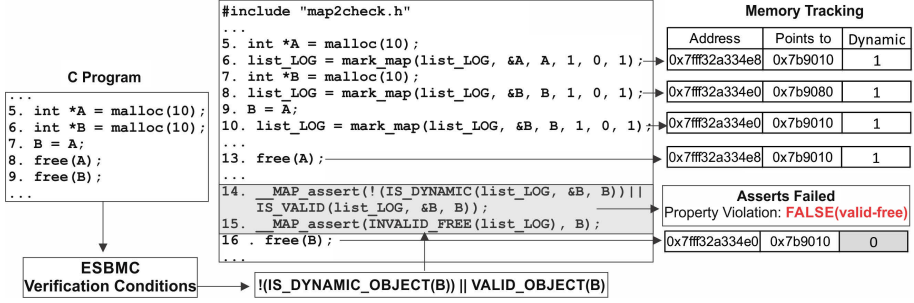 C Program
...
5. int *A = malloc(10);
6. int *B = malloc(10);
7. B = A;
8. free(A);
9. free(B);
...
ESBMC
Verification Conditions
#include "map2check.h"
...
5. int *A = malloc(10);
6. list_LOG = mark_map(list_LOG, &A, A, 1, 0, 1);
7. int *B = malloc(10);
8. list_LOG = mark_map(list_LOG, &B, B, 1, 0, 1);
9. B = A;
10. list_LOG = mark_map(list_LOG, &B, B, 1, 0, 1);
...
13. free(A);
...
14. __MAP_assert(!(IS_DYNAMIC(list_LOG, &B, B))||
IS_VALID(list_LOG, &B, B));
15. __MAP_assert(INVALID_FREE(list_LOG), B);
16 . free(B);
...
!(IS_DYNAMIC_OBJECT(B)) || VALID_OBJECT(B)
Memory Tracking
Address Points to Dynamic
0x7fff32a334e8 0x7b9010 1
0x7fff32a334e0 0x7b9080 1
0x7fff32a334e0 0x7b9010 1
0x7fff32a334e8 0x7b9010 1
Asserts Failed
Property Violation: FALSE(valid-free)
0x7fff32a334e0 0x7b9010 0